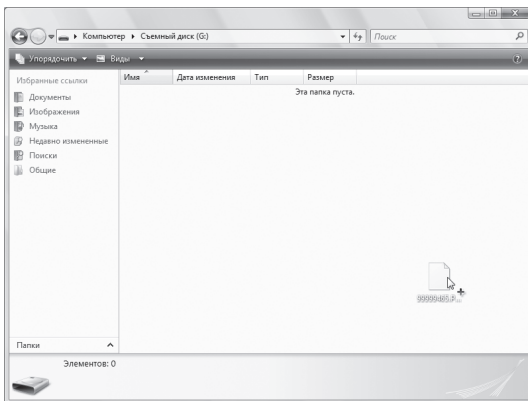 Компьютер ▸ Съемный диск (G:)
Поиск
Упорядочить Виды
Избранные ссылки
Документы
Изображения
Музыка
Недавно измененные
Поиски
Общие
Имя Дата изменения Тип Размер
Эта папка пуста.
Папки
Элементов: 0